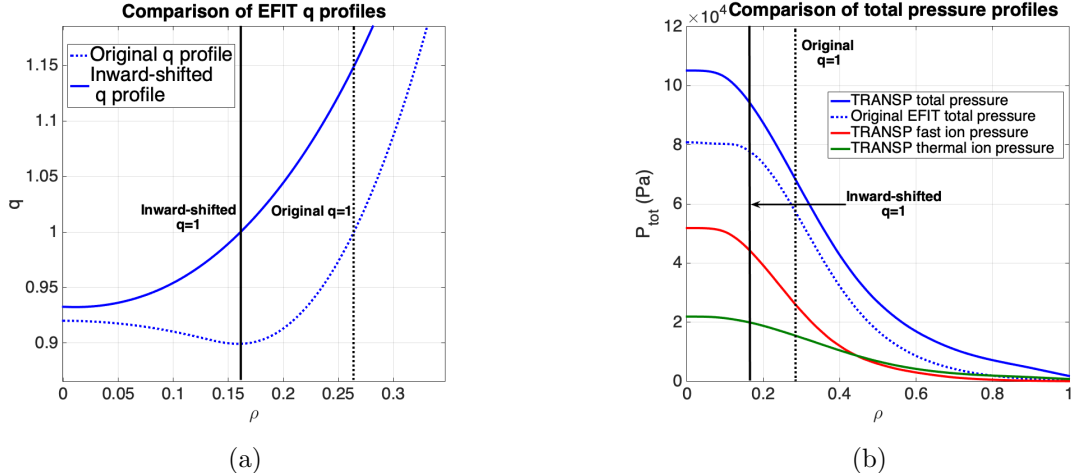 Comparison of EFIT q profiles
Original q profile
Inward-shifted
q profile
1.15
1.1
1.05
1
0.95
0.9
q
Inward-shifted
q=1
Original q=1
0 0.05 0.1 0.15 0.2 0.25 0.3
ρ
(a)
×10⁴
Comparison of total pressure profiles
12
10
8
6
4
2
0
P_tot (Pa)
Original
q=1
TRANSP total pressure
Original EFIT total pressure
TRANSP fast ion pressure
TRANSP thermal ion pressure
Inward-shifted
q=1
0 0.2 0.4 0.6 0.8 1
ρ
(b)